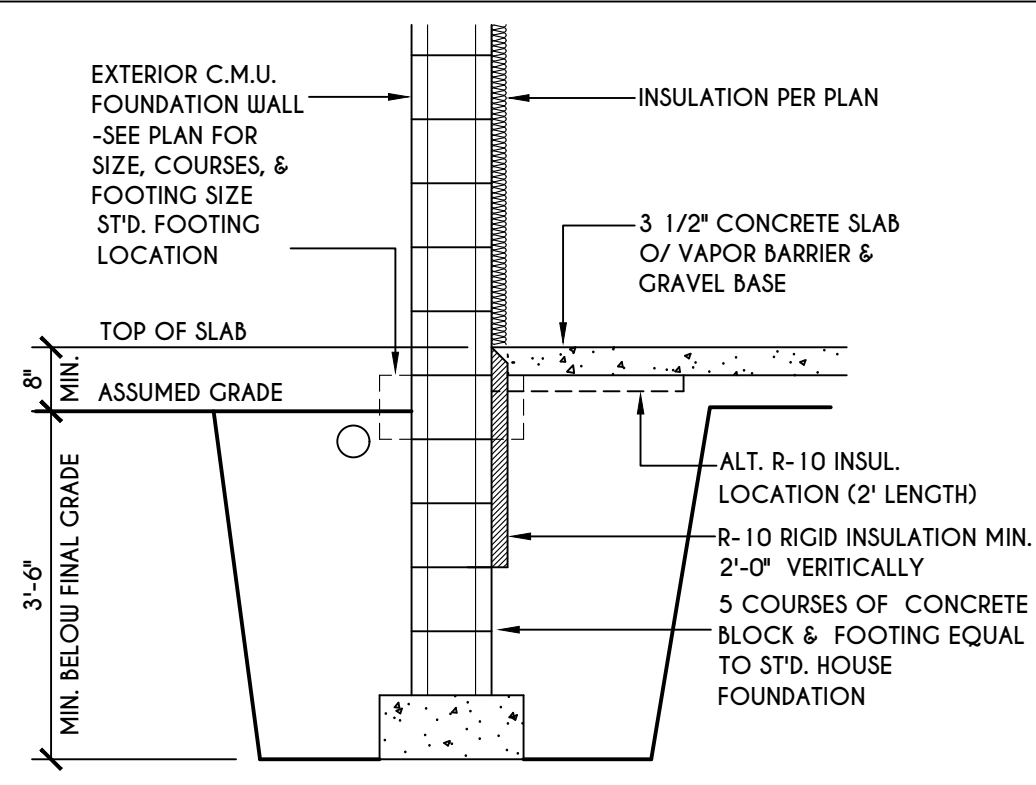 EXTERIOR C.M.U.
FOUNDATION WALL
-SEE PLAN FOR
SIZE, COURSES, &
FOOTING SIZE
ST'D. FOOTING
LOCATION
INSULATION PER PLAN
3 1/2" CONCRETE SLAB
O/ VAPOR BARRIER &
GRAVEL BASE
TOP OF SLAB
8"
MIN.
ASSUMED GRADE
3'-6"
MIN. BELOW FINAL GRADE
ALT. R-10 INSUL.
LOCATION (2' LENGTH)
R-10 RIGID INSULATION MIN.
2'-0" VERITICALLY
5 COURSES OF CONCRETE
BLOCK & FOOTING EQUAL
TO ST'D. HOUSE
FOUNDATION